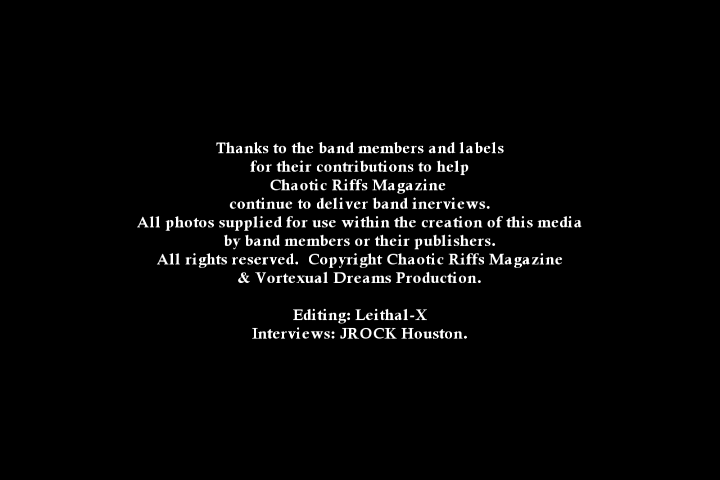 Thanks to the band members and labels
for their contributions to help
Chaotic Riffs Magazine
continue to deliver band inerviews.
All photos supplied for use within the creation of this media
by band members or their publishers.
All rights reserved.  Copyright Chaotic Riffs Magazine
& Vortexual Dreams Production.
Editing: Leithal-X
Interviews: JROCK Houston.